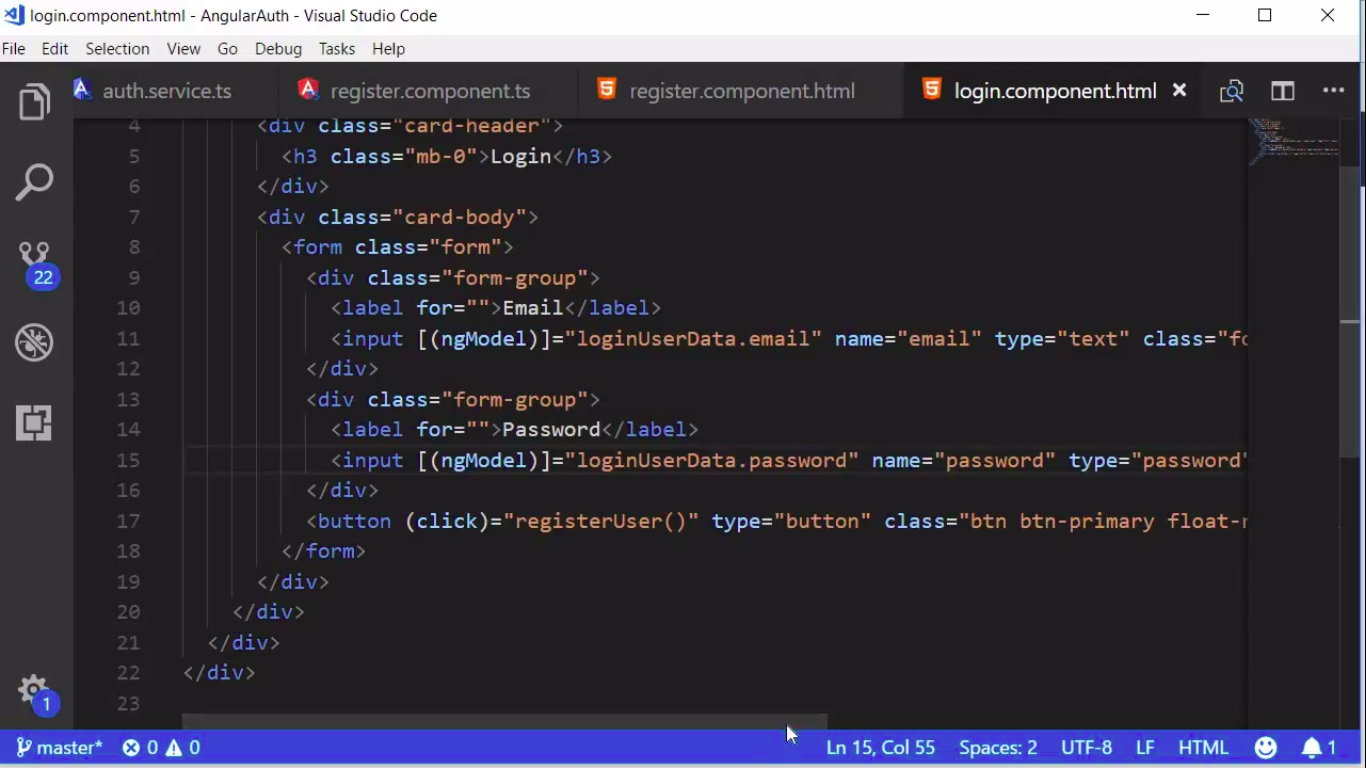 login.component.html - AngularAuth - Visual Studio Code
File Edit Selection View Go Debug Tasks Help
auth.service.ts register.component.ts register.component.html login.component.html
4 <div class="card-header">
5 <h3 class="mb-0">Login</h3>
6 </div>
7 <div class="card-body">
8 <form class="form">
9 <div class="form-group">
10 <label for="">Email</label>
11 <input [(ngModel)]="loginUserData.email" name="email" type="text" class="fo
12 </div>
13 <div class="form-group">
14 <label for="">Password</label>
15 <input [(ngModel)]="loginUserData.password" name="password" type="password"
16 </div>
17 <button (click)="registerUser()" type="button" class="btn btn-primary float-r
18 </form>
19 </div>
20 </div>
21 </div>
22 </div>
23
22
1
master* 0 0 Ln 15, Col 55 Spaces: 2 UTF-8 LF HTML 1